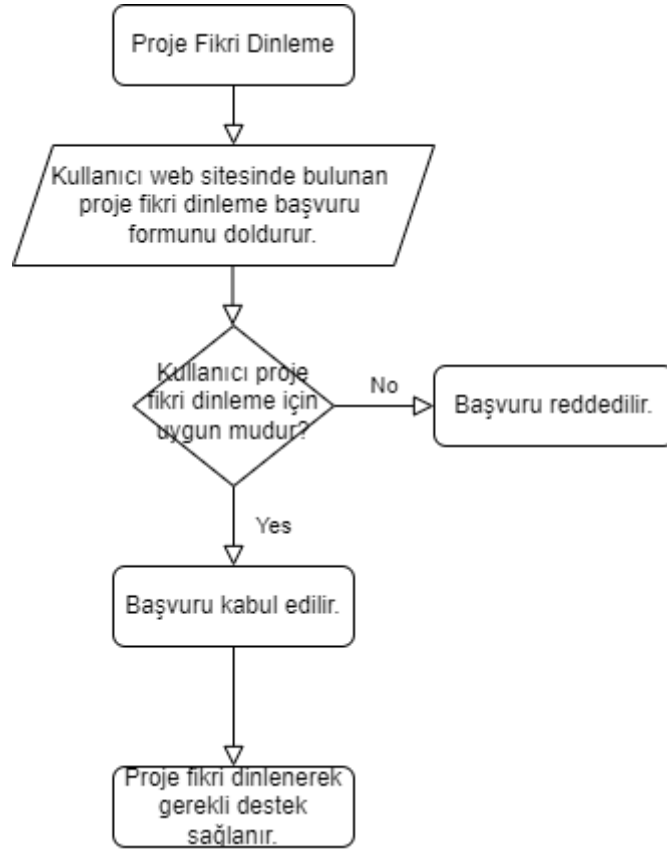 Proje Fikri Dinleme
Kullanıcı web sitesinde bulunan
proje fikri dinleme başvuru
formunu doldurur.
Kullanıcı proje
fikri dinleme için
uygun mudur?
No
Başvuru reddedilir.
Yes
Başvuru kabul edilir.
Proje fikri dinlenerek
gerekli destek
sağlanır.